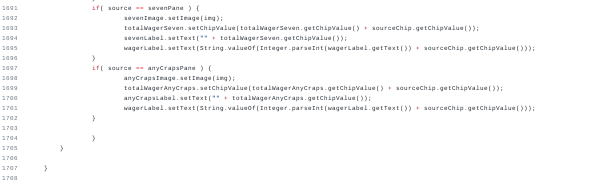 1691 if( source == sevenPane ) {
1692 sevenImage.setImage(img);
1693 totalWagerSeven.setChipValue(totalWagerSeven.getChipValue() + sourceChip.getChipValue());
1694 sevenLabel.setText("" + totalWagerSeven.getChipValue());
1695 wagerLabel.setText(String.valueOf(Integer.parseInt(wagerLabel.getText()) + sourceChip.getChipValue()));
1696 }
1697 if( source == anyCrapsPane ) {
1698 anyCrapsImage.setImage(img);
1699 totalWagerAnyCraps.setChipValue(totalWagerAnyCraps.getChipValue() + sourceChip.getChipValue());
1700 anyCrapsLabel.setText("" + totalWagerAnyCraps.getChipValue());
1701 wagerLabel.setText(String.valueOf(Integer.parseInt(wagerLabel.getText()) + sourceChip.getChipValue()));
1702 }
1703
1704 }
1705 }
1706
1707 }
1708